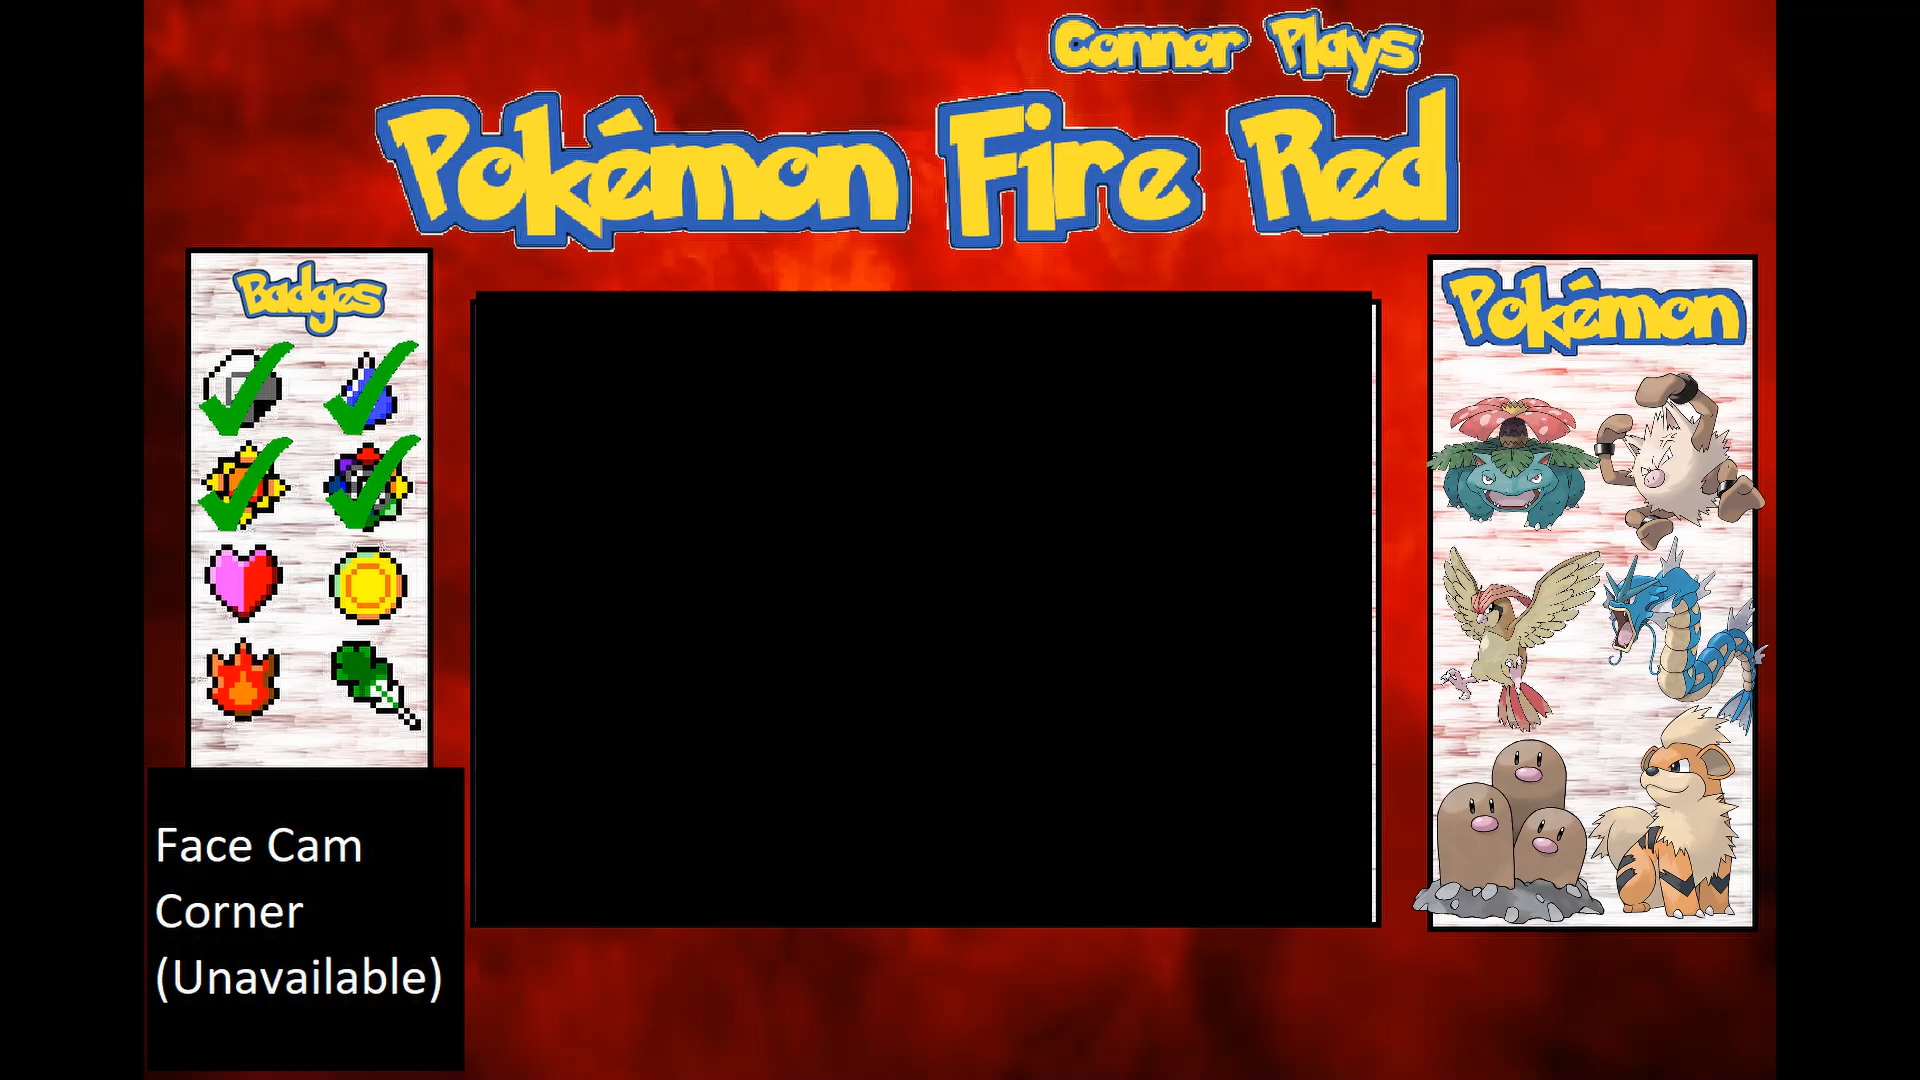 Connor Plays
Pokémon Fire Red
Badges
Pokémon
Face Cam
Corner
(Unavailable)